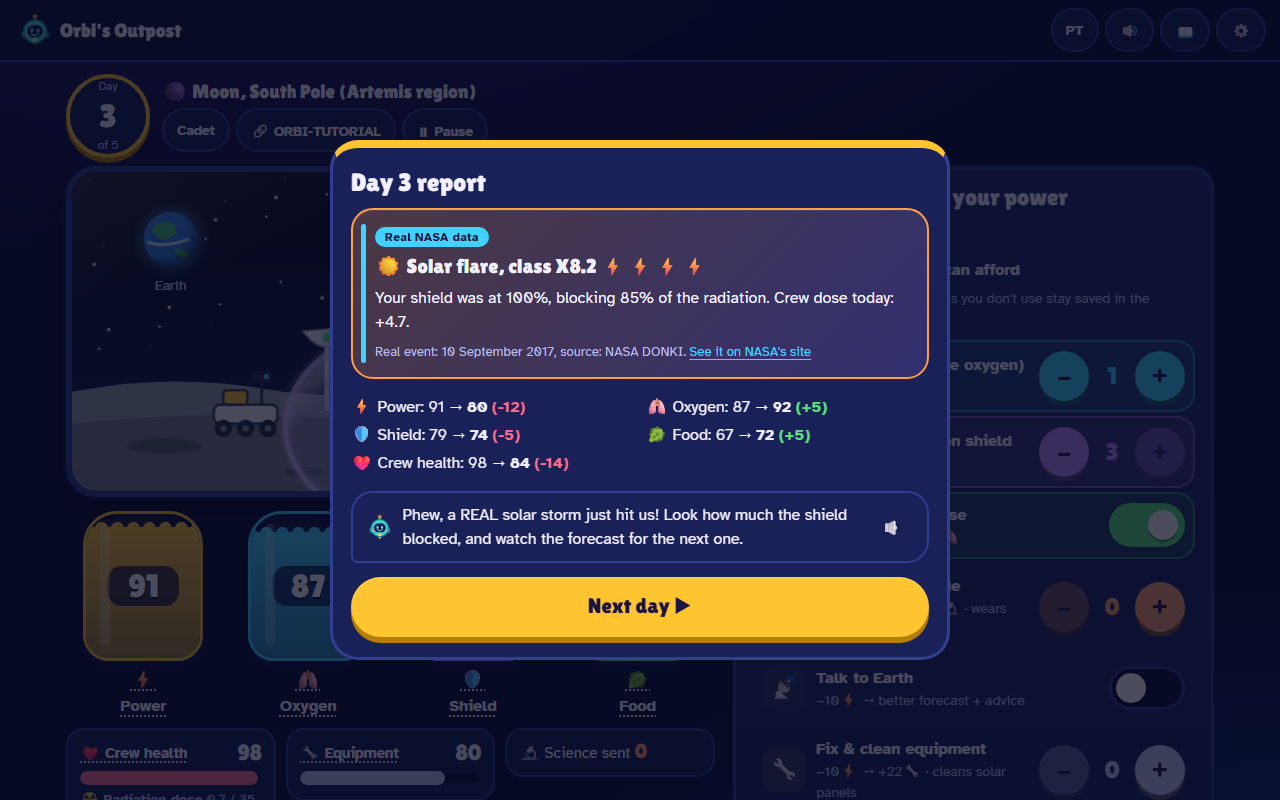 Orbi's Outpost
PT
Day
3
of 5
Moon, South Pole (Artemis region)
Cadet
ORBI-TUTORIAL
Pause
Earth
Day 3 report
Real NASA data
Solar flare, class X8.2
Your shield was at 100%, blocking 85% of the radiation. Crew dose today:
+4.7.
Real event: 10 September 2017, source: NASA DONKI. See it on NASA's site
Power: 91 → 80 (-12)
Oxygen: 87 → 92 (+5)
Shield: 79 → 74 (-5)
Food: 67 → 72 (+5)
Crew health: 98 → 84 (-14)
Phew, a REAL solar storm just hit us! Look how much the shield
blocked, and watch the forecast for the next one.
Next day
your power
can afford
you don't use stay saved in the
oxygen)
1
shield
3
0
· wears
91
87
Power
Oxygen
Shield
Food
Crew health 98
Equipment 80
Science sent 0
Radiation dose 0.7 / 35
Talk to Earth
−10 → better forecast + advice
Fix & clean equipment
−10 → +22 · cleans solar
panels
0